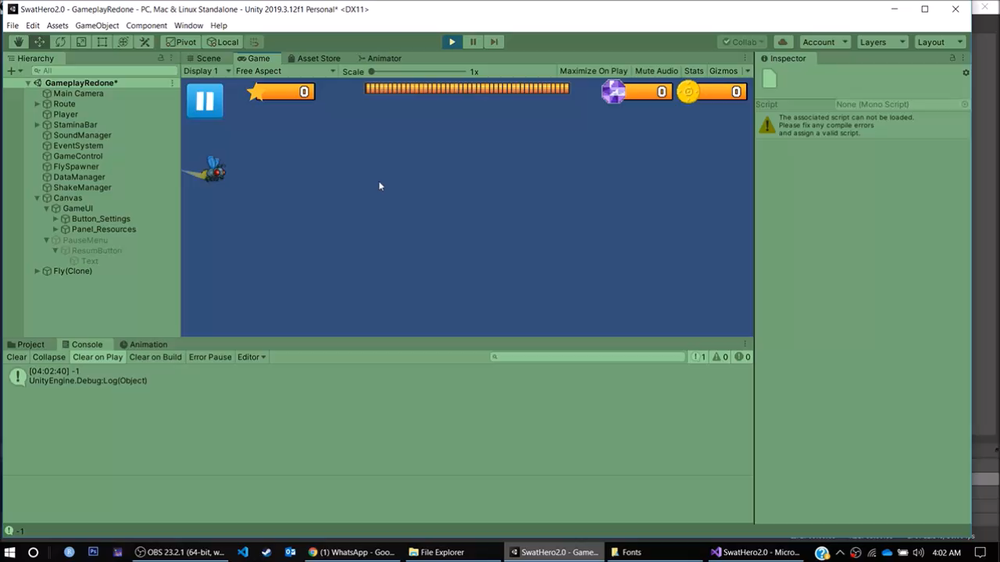 SwatHero2.0 - GameplayRedone - PC, Mac & Linux Standalone - Unity 2019.3.12f1 Personal* <DX11>
File Edit Assets GameObject Component Window Help
Pivot Local Collab Account Layers Layout
Hierarchy Scene Game Asset Store Animator Inspector
All Display 1 Free Aspect Scale 1x Maximize On Play Mute Audio Stats Gizmos
GameplayRedone*
Main Camera
Route
Player
StaminaBar
SoundManager
EventSystem
GameControl
FlySpawner
DataManager
ShakeManager
Canvas
GameUI
Button_Settings
Panel_Resources
PauseMenu
ResumButton
Text
Fly(Clone)
0 0 0
Script None (Mono Script)
The associated script can not be loaded.
Please fix any compile errors
and assign a valid script.
Project Console Animation
Clear Collapse Clear on Play Clear on Build Error Pause Editor 1 0 0
[04:02:40] -1
UnityEngine.Debug:Log(Object)
-1
OBS 23.2.1 (64-bit, w... (1) WhatsApp - Goo... File Explorer SwatHero2.0 - Game... Fonts SwatHero2.0 - Micro... 4:02 AM